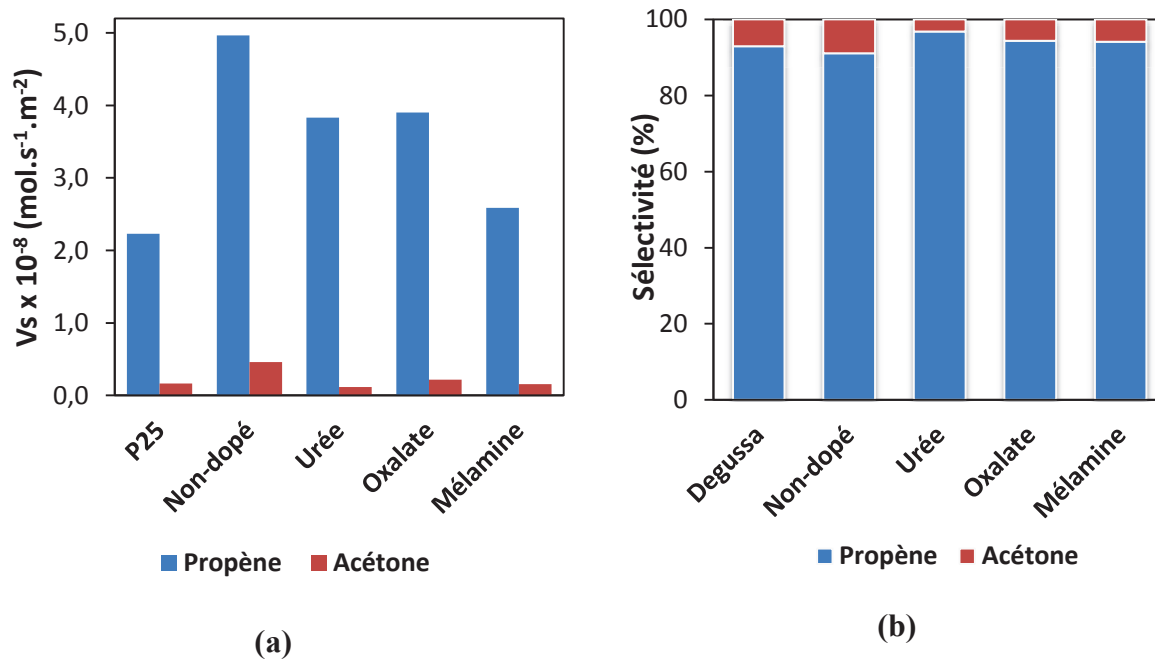 5,0
4,0
3,0
2,0
1,0
0,0
Vs x 10⁻⁸ (mol.s⁻¹.m⁻²)
P25
Non-dopé
Urée
Oxalate
Mélamine
Propène
Acétone
(a)
100
80
60
40
20
0
Sélectivité (%)
Degussa
Non-dopé
Urée
Oxalate
Mélamine
Propène
Acétone
(b)